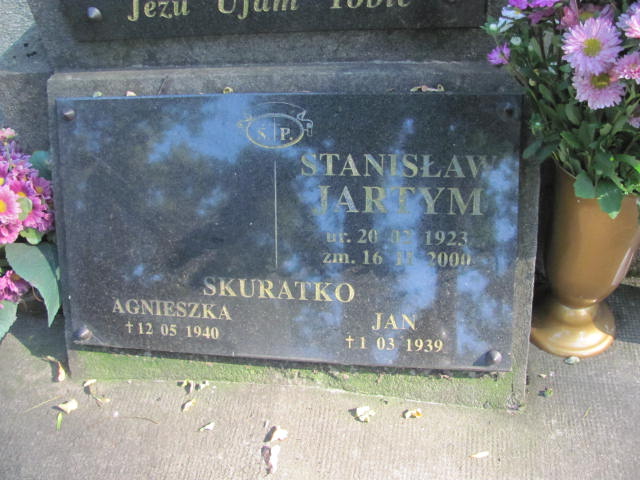 Jezu Ufam Tobie
Ś P.
STANISŁAW
JARTYM
ur. 20 02 1923
zm. 16 11 2000
SKURATKO
AGNIESZKA
† 12 05 1940
JAN
† 1 03 1939